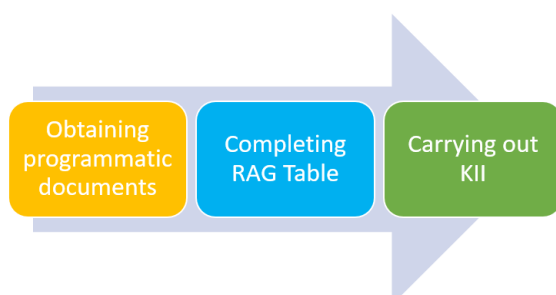 Obtaining
programmatic
documents
Completing
RAG Table
Carrying out
KII